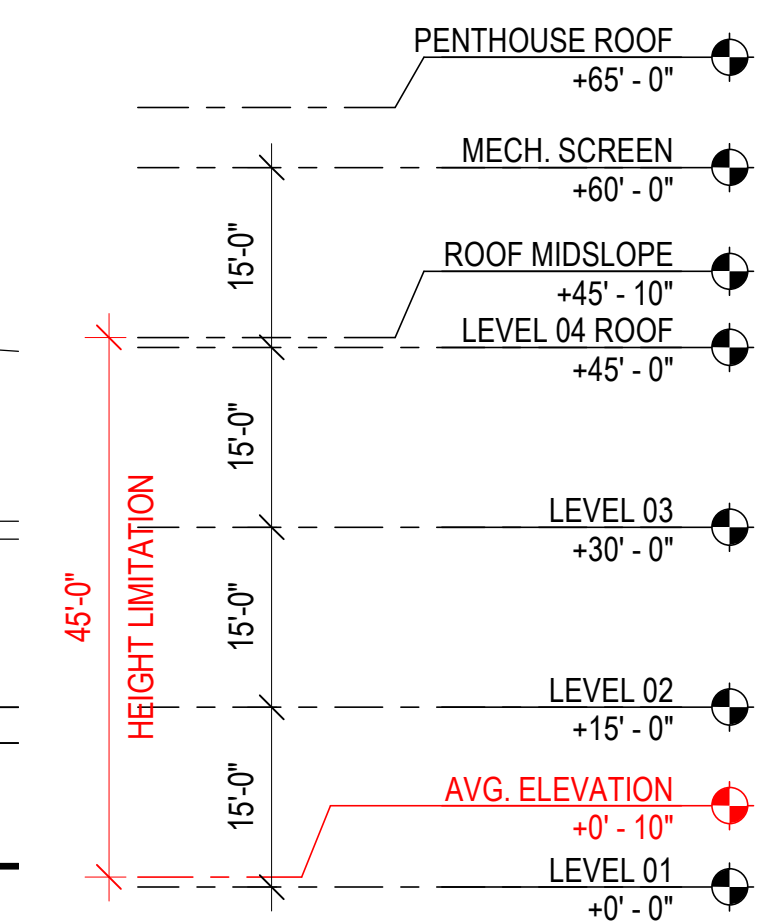 PENTHOUSE ROOF
+65' - 0"
MECH. SCREEN
+60' - 0"
15'-0"
ROOF MIDSLOPE
+45' - 10"
LEVEL 04 ROOF
+45' - 0"
15'-0"
LEVEL 03
+30' - 0"
45'-0"
HEIGHT LIMITATION
15'-0"
LEVEL 02
+15' - 0"
15'-0"
AVG. ELEVATION
+0' - 10"
LEVEL 01
+0' - 0"